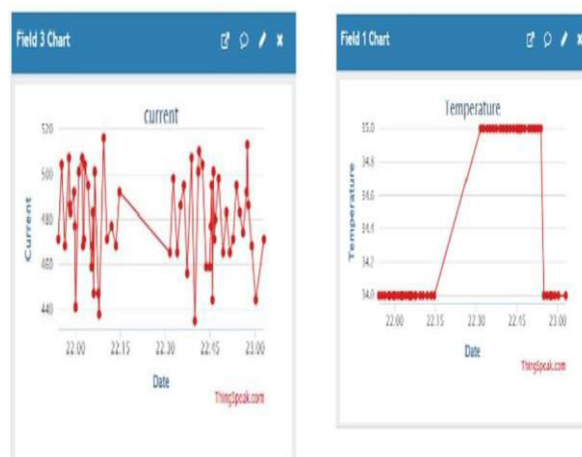 Field 3 Chart
current
520
500
480
460
440
Current
22:00
22:15
22:30
22:45
23:00
Date
ThingSpeak.com
Field 1 Chart
Temperature
35.0
34.8
34.6
34.4
34.2
34.0
Temperature
22:00
22:15
22:30
22:45
23:00
Date
ThingSpeak.com